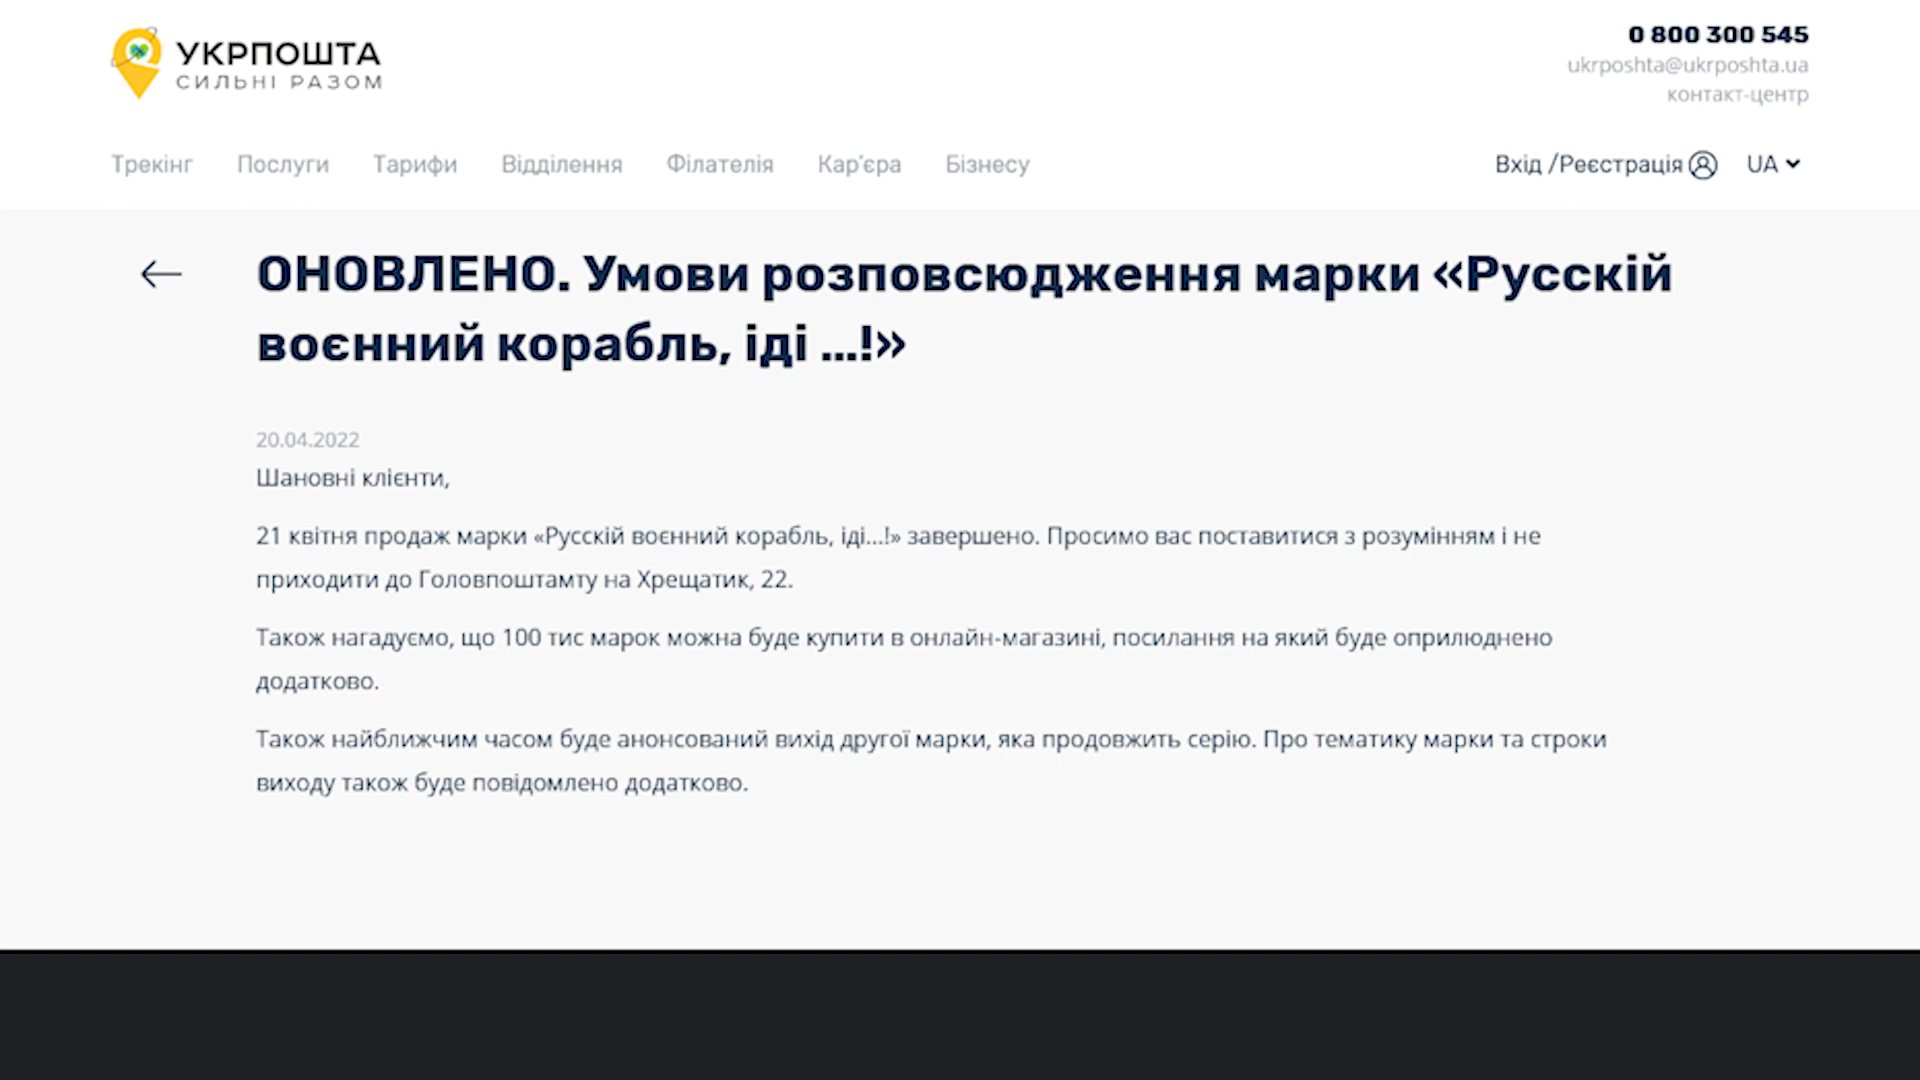 УКРПОШТА
СИЛЬНІ РАЗОМ
0 800 300 545
ukrposhta@ukrposhta.ua
контакт-центр
Трекінг Послуги Тарифи Відділення Філателія Кар'єра Бізнесу Вхід /Реєстрація UA
ОНОВЛЕНО. Умови розповсюдження марки «Русскій
воєнний корабль, іді ...!»
20.04.2022
Шановні клієнти,
21 квітня продаж марки «Русскій воєнний корабль, іді...!» завершено. Просимо вас поставитися з розумінням і не
приходити до Головпоштамту на Хрещатик, 22.
Також нагадуємо, що 100 тис марок можна буде купити в онлайн-магазині, посилання на який буде оприлюднено
додатково.
Також найближчим часом буде анонсований вихід другої марки, яка продовжить серію. Про тематику марки та строки
виходу також буде повідомлено додатково.